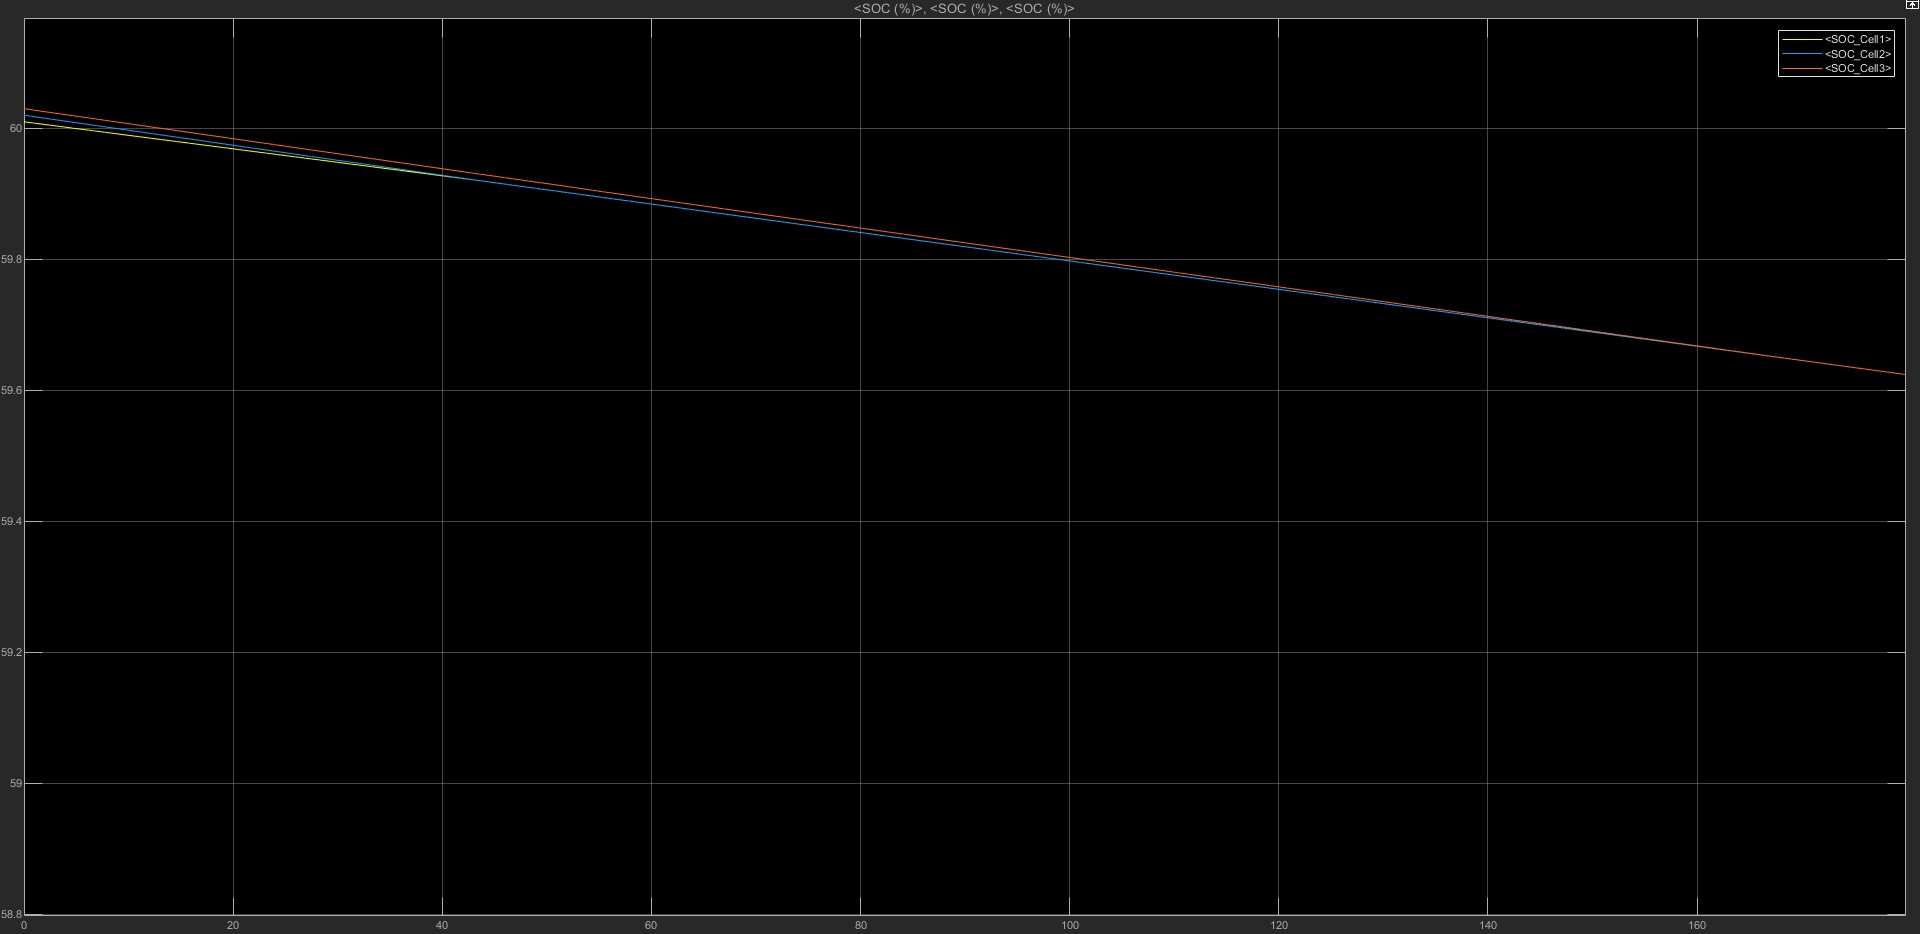 <SOC (%)>, <SOC (%)>, <SOC (%)>
<SOC_Cell1>
<SOC_Cell2>
<SOC_Cell3>
60
59.8
59.6
59.4
59.2
59
58.8
0 20 40 60 80 100 120 140 160